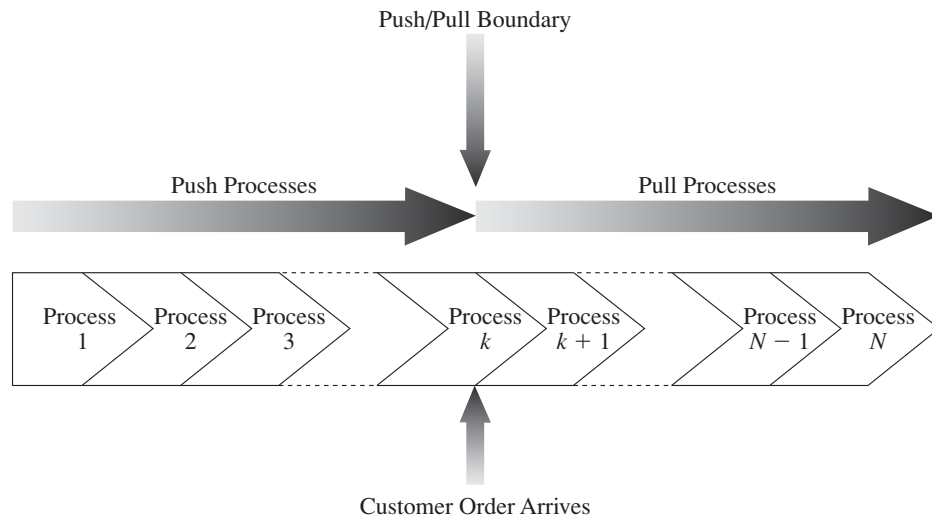 Push/Pull Boundary
Push Processes
Pull Processes
Process
1
Process
2
Process
3
Process
k
Process
k + 1
Process
N − 1
Process
N
Customer Order Arrives